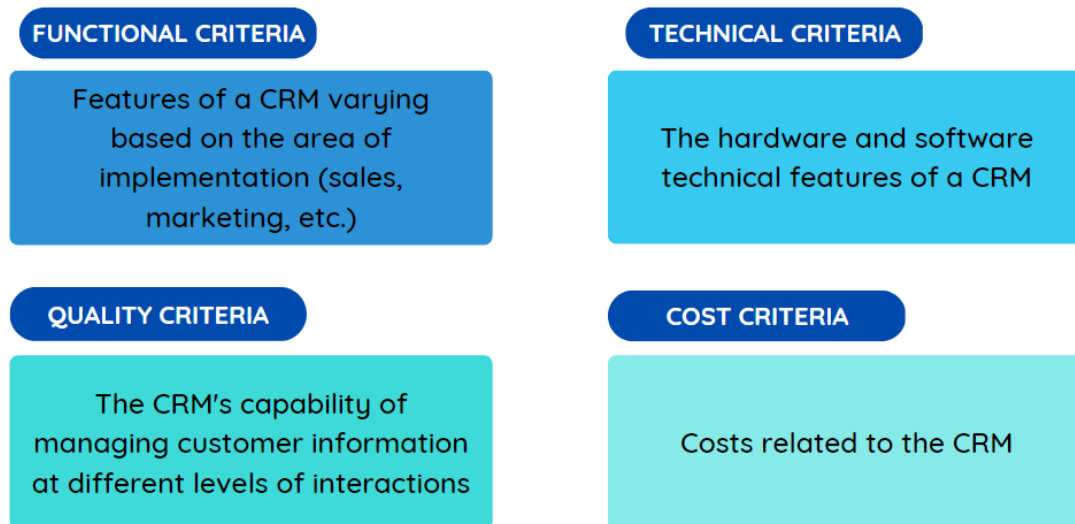 FUNCTIONAL CRITERIA
Features of a CRM varying
based on the area of
implementation (sales,
marketing, etc.)
TECHNICAL CRITERIA
The hardware and software
technical features of a CRM
QUALITY CRITERIA
The CRM's capability of
managing customer information
at different levels of interactions
COST CRITERIA
Costs related to the CRM